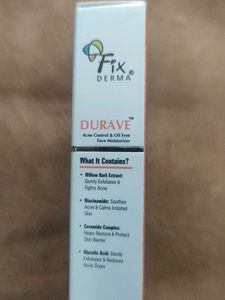 Fix
DERMA®
DURAVE™
Acne Control & Oil Free
Face Moisturizer
What It Contains?
• Willow Bark Extract:
Gently Exfoliates &
Fights Acne
• Niacinamide: Soothes
Acne & Calms Irritated
Skin
• Ceramide Complex:
Helps Restore & Protect
Skin Barrier
• Glycolic Acid: Gently
Exfoliates & Reduces
Acne Scars